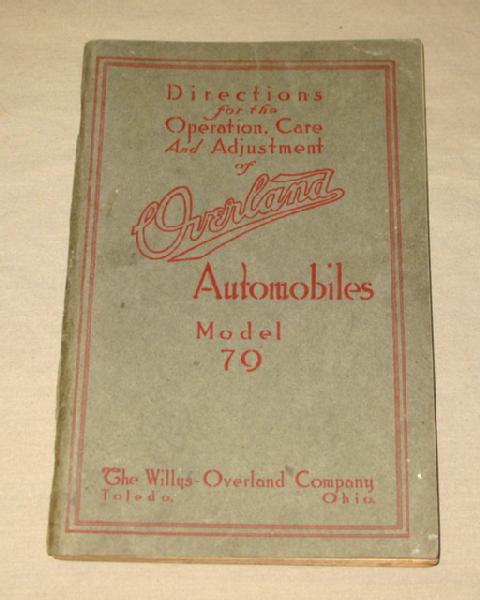 Directions
for the
Operation, Care
And Adjustment
of
Overland
Automobiles
Model
79
The Willys-Overland Company
Toledo, Ohio.